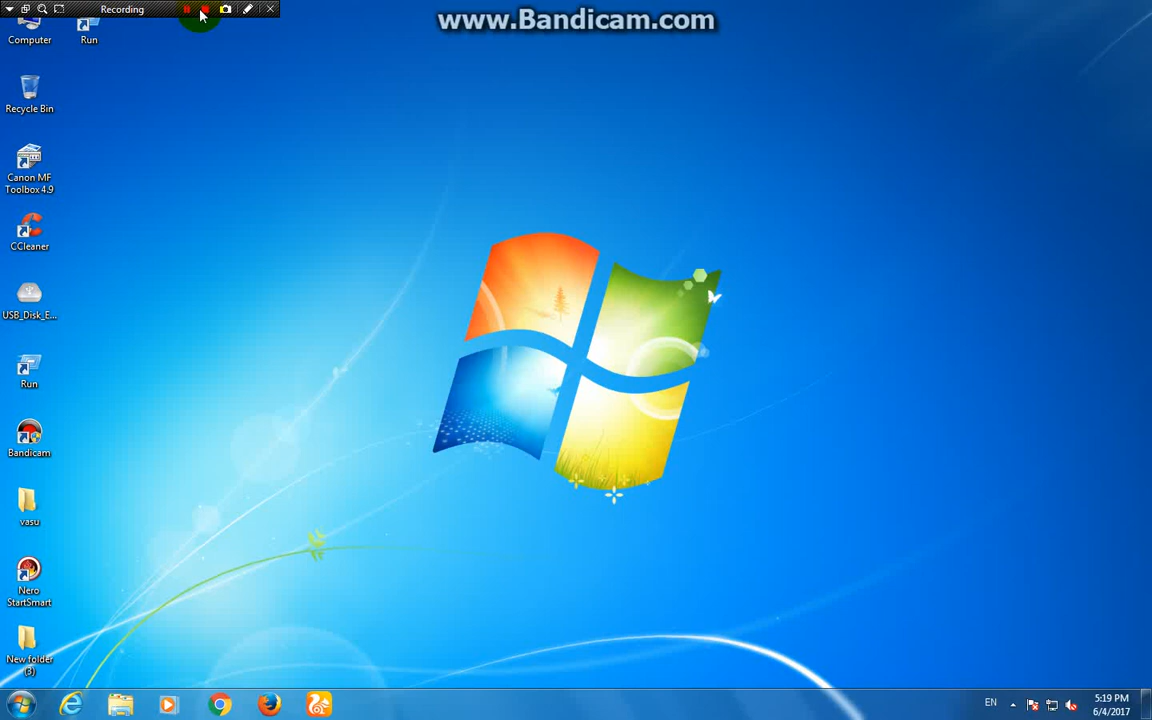 Recording
www.Bandicam.com
Computer
Run
Recycle Bin
Canon MF
Toolbox 4.9
CCleaner
USB_Disk_E...
Run
Bandicam
vasu
Nero
StartSmart
New folder
(3)
EN
5:19 PM
6/4/2017